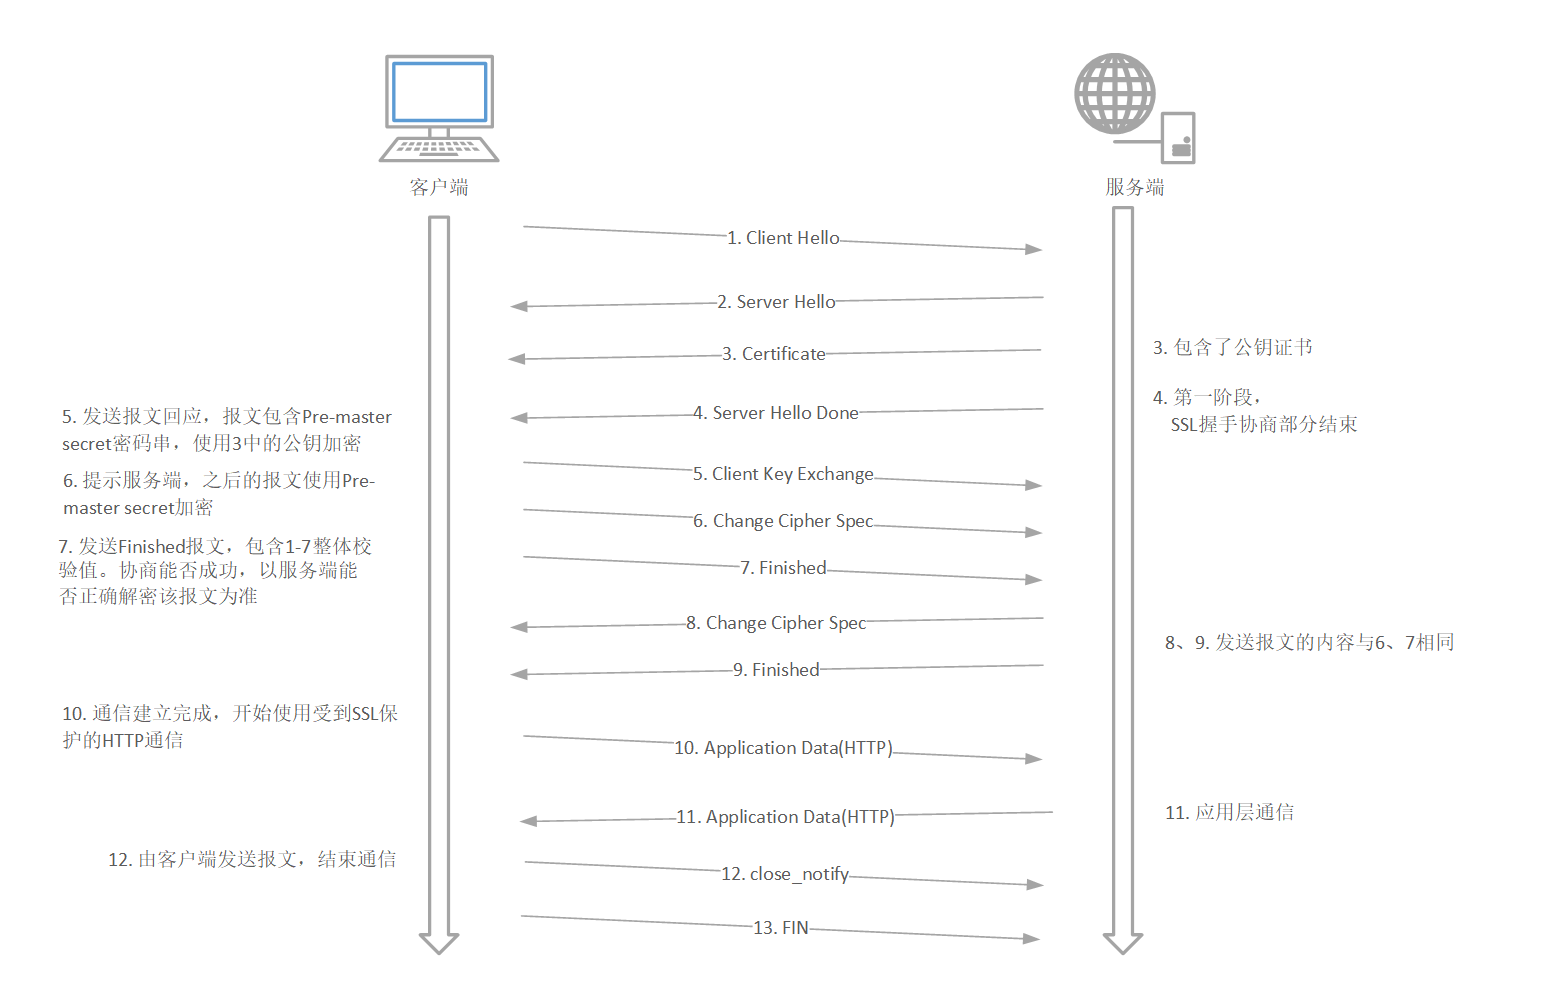 客户端
服务端
1. Client Hello
2. Server Hello
3. Certificate
3. 包含了公钥证书
4. Server Hello Done
4. 第一阶段，
SSL握手协商部分结束
5. 发送报文回应，报文包含Pre-master
secret密码串，使用3中的公钥加密
5. Client Key Exchange
6. 提示服务端，之后的报文使用Pre-
master secret加密
6. Change Cipher Spec
7. 发送Finished报文，包含1-7整体校
验值。协商能否成功，以服务端能
否正确解密该报文为准
7. Finished
8. Change Cipher Spec
8、9. 发送报文的内容与6、7相同
9. Finished
10. 通信建立完成，开始使用受到SSL保
护的HTTP通信
10. Application Data(HTTP)
11. Application Data(HTTP)
11. 应用层通信
12. 由客户端发送报文，结束通信
12. close_notify
13. FIN